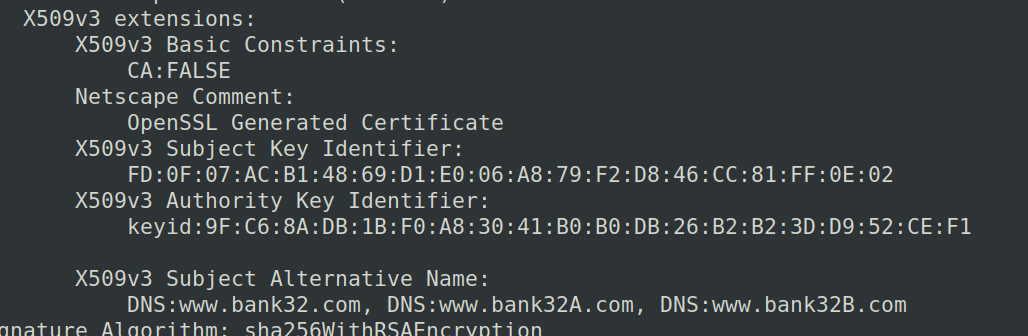 X509v3 extensions:
X509v3 Basic Constraints:
CA:FALSE
Netscape Comment:
OpenSSL Generated Certificate
X509v3 Subject Key Identifier:
FD:0F:07:AC:B1:48:69:D1:E0:06:A8:79:F2:D8:46:CC:81:FF:0E:02
X509v3 Authority Key Identifier:
keyid:9F:C6:8A:DB:1B:F0:A8:30:41:B0:B0:DB:26:B2:B2:3D:D9:52:CE:F1
X509v3 Subject Alternative Name:
DNS:www.bank32.com, DNS:www.bank32A.com, DNS:www.bank32B.com
gnature Algorithm: sha256WithRSAEncryption